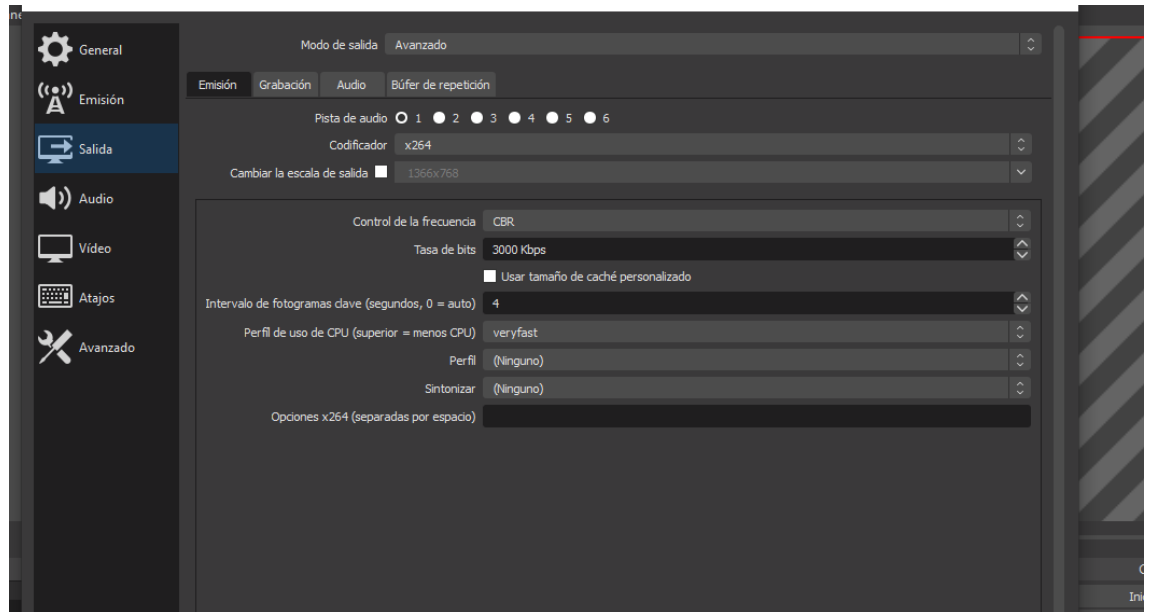 General
Emisión
Salida
Audio
Vídeo
Atajos
Avanzado
Modo de salida Avanzado
Emisión Grabación Audio Búfer de repetición
Pista de audio 1 2 3 4 5 6
Codificador x264
Cambiar la escala de salida 1366x768
Control de la frecuencia CBR
Tasa de bits 3000 Kbps
Usar tamaño de caché personalizado
Intervalo de fotogramas clave (segundos, 0 = auto) 4
Perfil de uso de CPU (superior = menos CPU) veryfast
Perfil (Ninguno)
Sintonizar (Ninguno)
Opciones x264 (separadas por espacio)